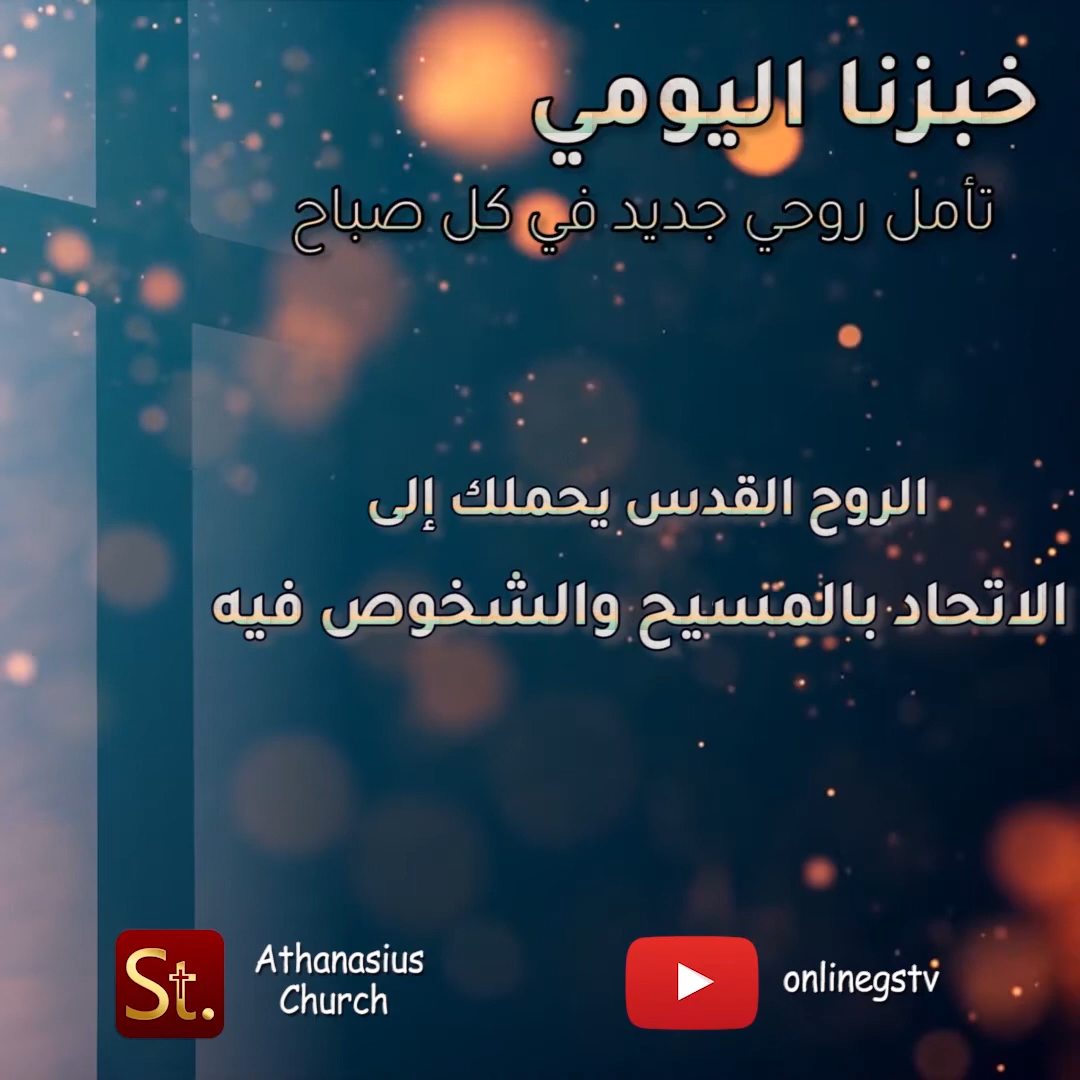 خبزنا اليومي
تأمل روحي جديد في كل صباح
الروح القدس يحملك إلى
الاتحاد بالمسيح والشخوص فيه
St.
Athanasius
Church
onlinegstv